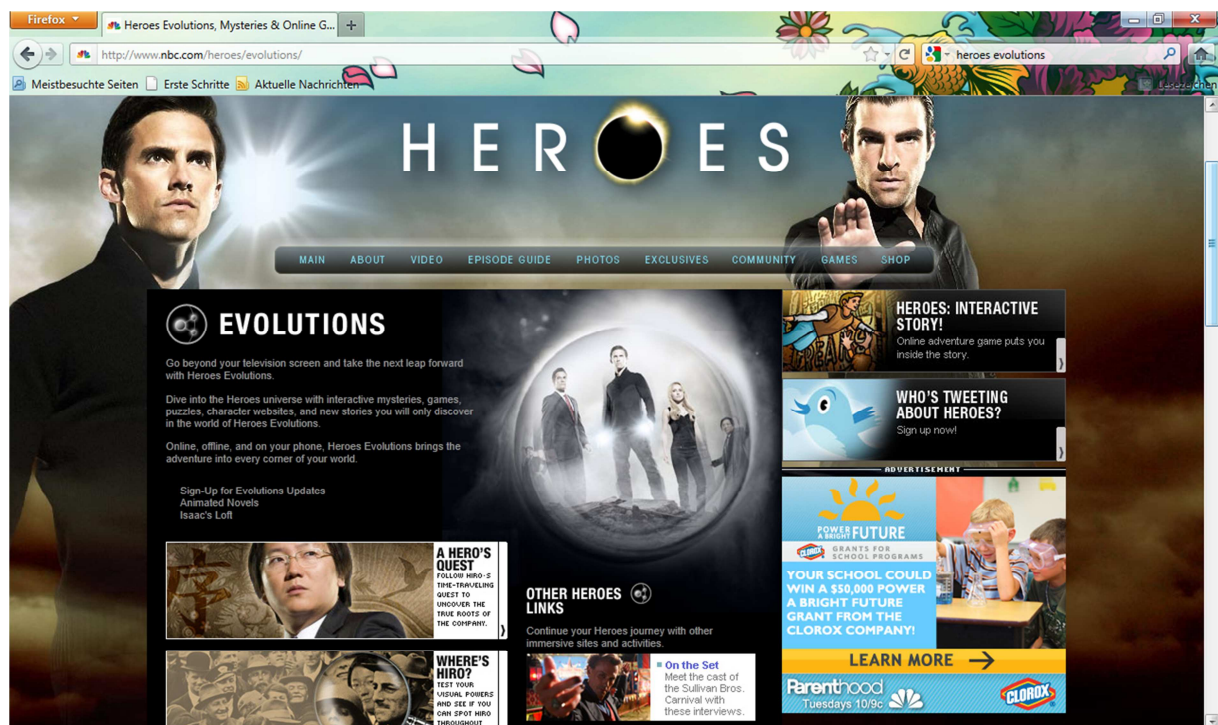 Firefox
Heroes Evolutions, Mysteries & Online G...
http://www.nbc.com/heroes/evolutions/
heroes evolutions
Meistbesuchte Seiten Erste Schritte Aktuelle Nachrichten
Lesezeichen
HEROES
MAIN ABOUT VIDEO EPISODE GUIDE PHOTOS EXCLUSIVES COMMUNITY GAMES SHOP
EVOLUTIONS
Go beyond your television screen and take the next leap forward
with Heroes Evolutions.
Dive into the Heroes universe with interactive mysteries, games,
puzzles, character websites, and new stories you will only discover
in the world of Heroes Evolutions.
Online, offline, and on your phone, Heroes Evolutions brings the
adventure into every corner of your world.
Sign-Up for Evolutions Updates
Animated Novels
Isaac's Loft
A HERO'S
QUEST
FOLLOW HIRO'S
TIME-TRAVELING
QUEST TO
UNCOVER THE
TRUE ROOTS OF
THE COMPANY.
WHERE'S
HIRO?
TEST YOUR
VISUAL POWERS
AND SEE IF YOU
CAN SPOT HIRO
THROUGHOUT
OTHER HEROES
LINKS
Continue your Heroes journey with other
immersive sites and activities.
On the Set
Meet the cast of
the Sullivan Bros.
Carnival with
these interviews.
HEROES: INTERACTIVE
STORY!
Online adventure game puts you
inside the story.
WHO'S TWEETING
ABOUT HEROES?
Sign up now!
ADVERTISEMENT
POWER
A BRIGHT FUTURE
CLOROX GRANTS FOR
SCHOOL PROGRAMS
YOUR SCHOOL COULD
WIN A $50,000 POWER
A BRIGHT FUTURE
GRANT FROM THE
CLOROX COMPANY!
LEARN MORE
Parenthood
Tuesdays 10/9c
CLOROX